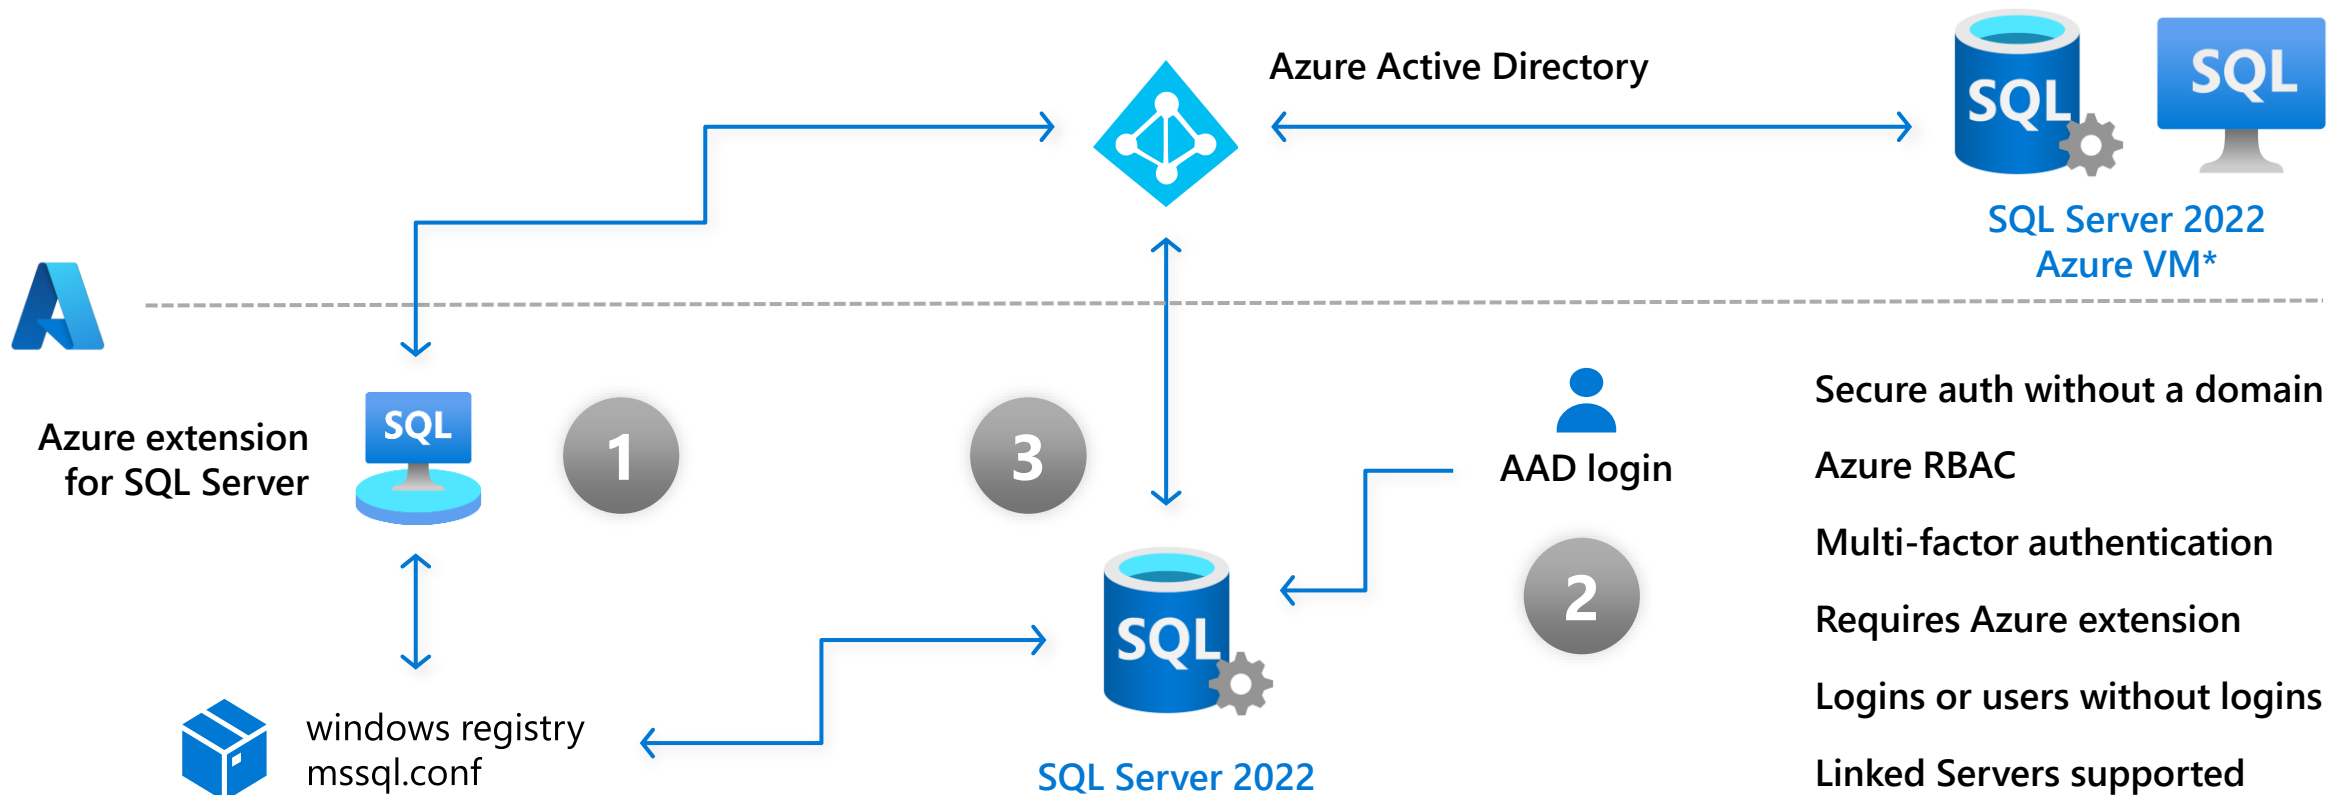 Azure Active Directory
SQL
SQL
SQL Server 2022
Azure VM*
Azure extension
for SQL Server
SQL
1
3
AAD login
2
SQL
windows registry
mssql.conf
SQL Server 2022
Secure auth without a domain
Azure RBAC
Multi-factor authentication
Requires Azure extension
Logins or users without logins
Linked Servers supported